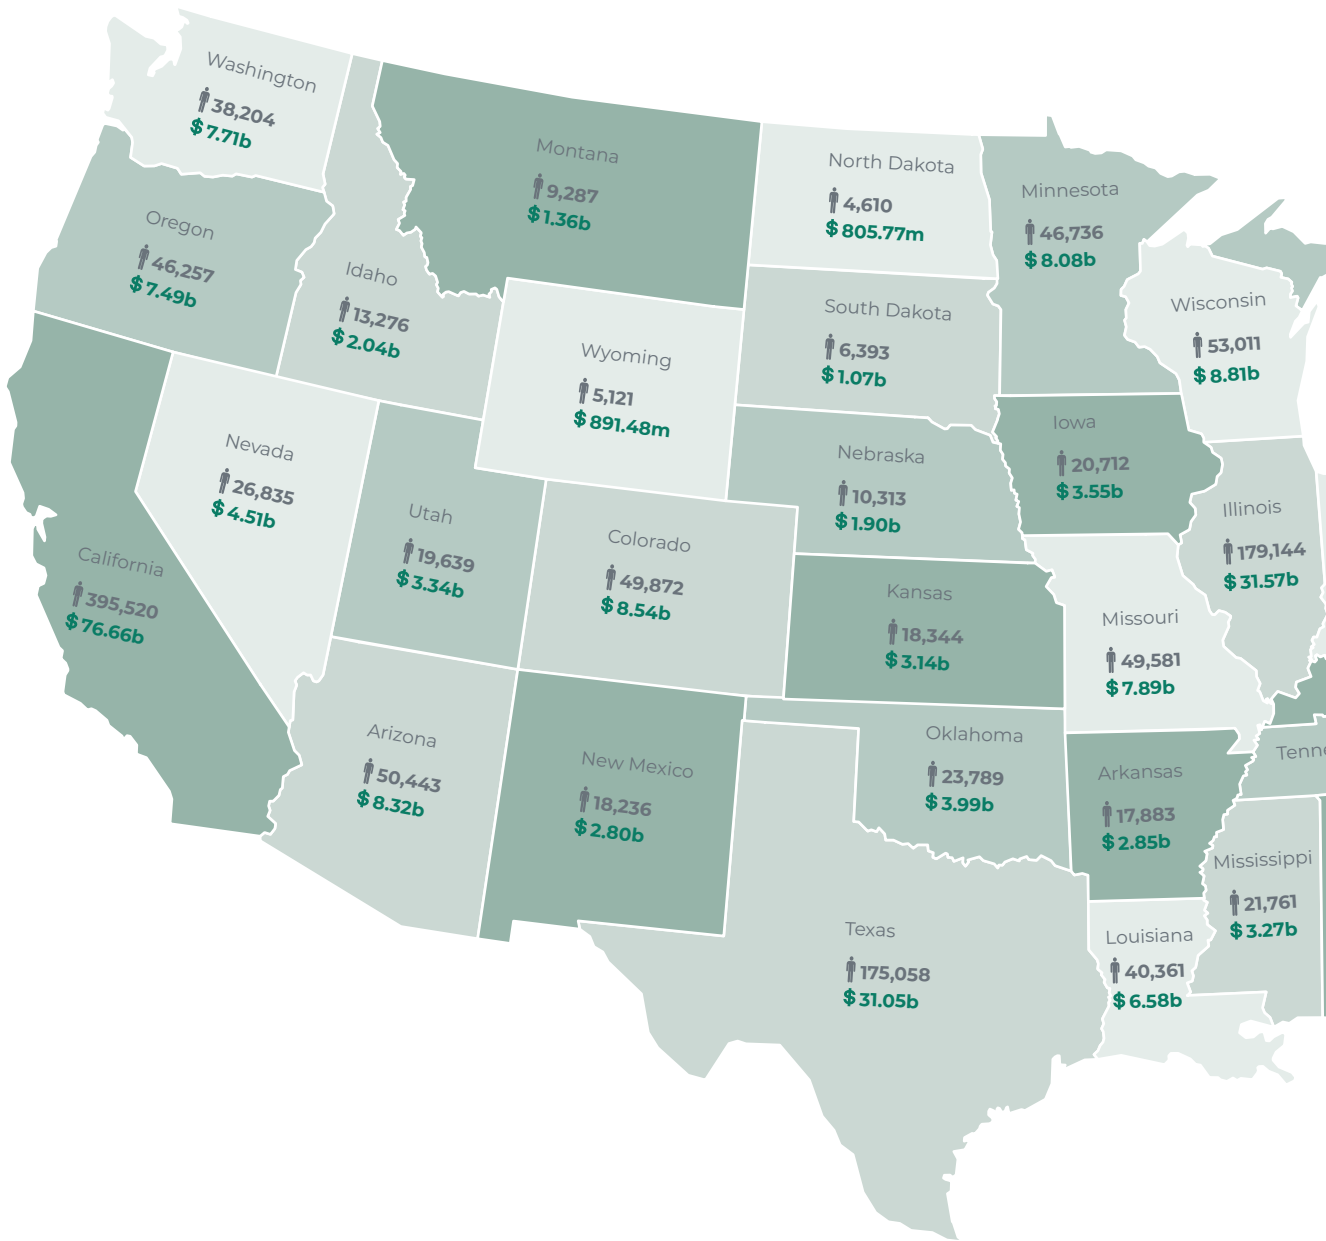 Washington
38,204
$ 7.71b
Montana
9,287
$ 1.36b
North Dakota
4,610
$ 805.77m
Minnesota
46,736
$ 8.08b
Oregon
46,257
$ 7.49b
Idaho
13,276
$ 2.04b
South Dakota
6,393
$ 1.07b
Wisconsin
53,011
$ 8.81b
Wyoming
5,121
$ 891.48m
Nevada
26,835
$ 4.51b
Nebraska
10,313
$ 1.90b
Iowa
20,712
$ 3.55b
Utah
19,639
$ 3.34b
Colorado
49,872
$ 8.54b
Illinois
179,144
$ 31.57b
California
395,520
$ 76.66b
Kansas
18,344
$ 3.14b
Missouri
49,581
$ 7.89b
Arizona
50,443
$ 8.32b
New Mexico
18,236
$ 2.80b
Oklahoma
23,789
$ 3.99b
Arkansas
17,883
$ 2.85b
Tenne
Mississippi
21,761
$ 3.27b
Texas
175,058
$ 31.05b
Louisiana
40,361
$ 6.58b